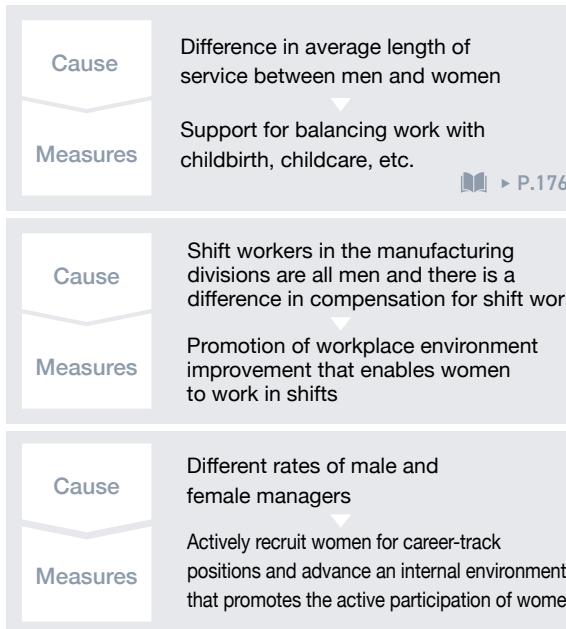 Cause
Difference in average length of
service between men and women
Measures
Support for balancing work with
childbirth, childcare, etc.
▸ P.176
Cause
Shift workers in the manufacturing
divisions are all men and there is a
difference in compensation for shift wor
Measures
Promotion of workplace environment
improvement that enables women
to work in shifts
Cause
Different rates of male and
female managers
Measures
Actively recruit women for career-track
positions and advance an internal environment
that promotes the active participation of wome